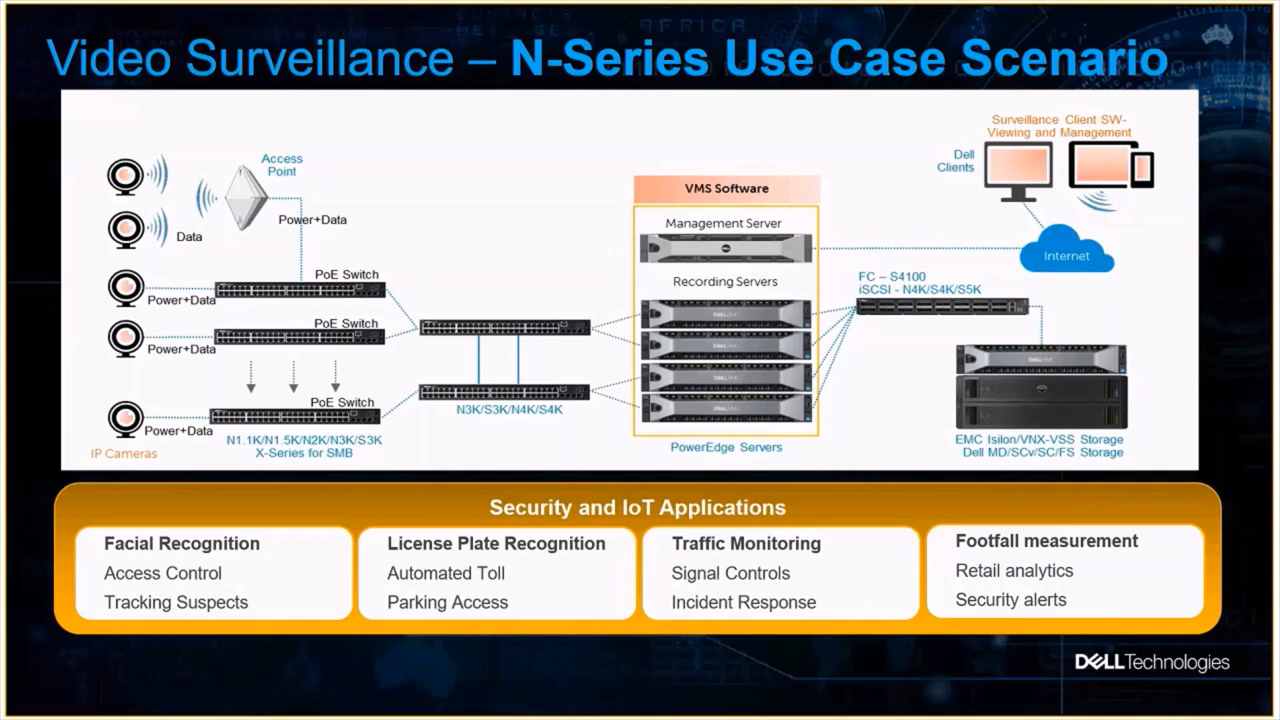 Video Surveillance – N-Series Use Case Scenario
Surveillance Client SW-
Viewing and Management
Dell
Clients
Access
Point
Power+Data
Data
VMS Software
Management Server
Internet
PoE Switch
Power+Data
Recording Servers
FC – S4100
iSCSI - N4K/S4K/S5K
PoE Switch
Power+Data
PoE Switch
Power+Data
N3K/S3K/N4K/S4K
N1.1K/N1.5K/N2K/N3K/S3K
X-Series for SMB
IP Cameras
PowerEdge Servers
EMC Isilon/VNX-VSS Storage
Dell MD/SCv/SC/FS Storage
Security and IoT Applications
Facial Recognition
Access Control
Tracking Suspects
License Plate Recognition
Automated Toll
Parking Access
Traffic Monitoring
Signal Controls
Incident Response
Footfall measurement
Retail analytics
Security alerts
DELLTechnologies